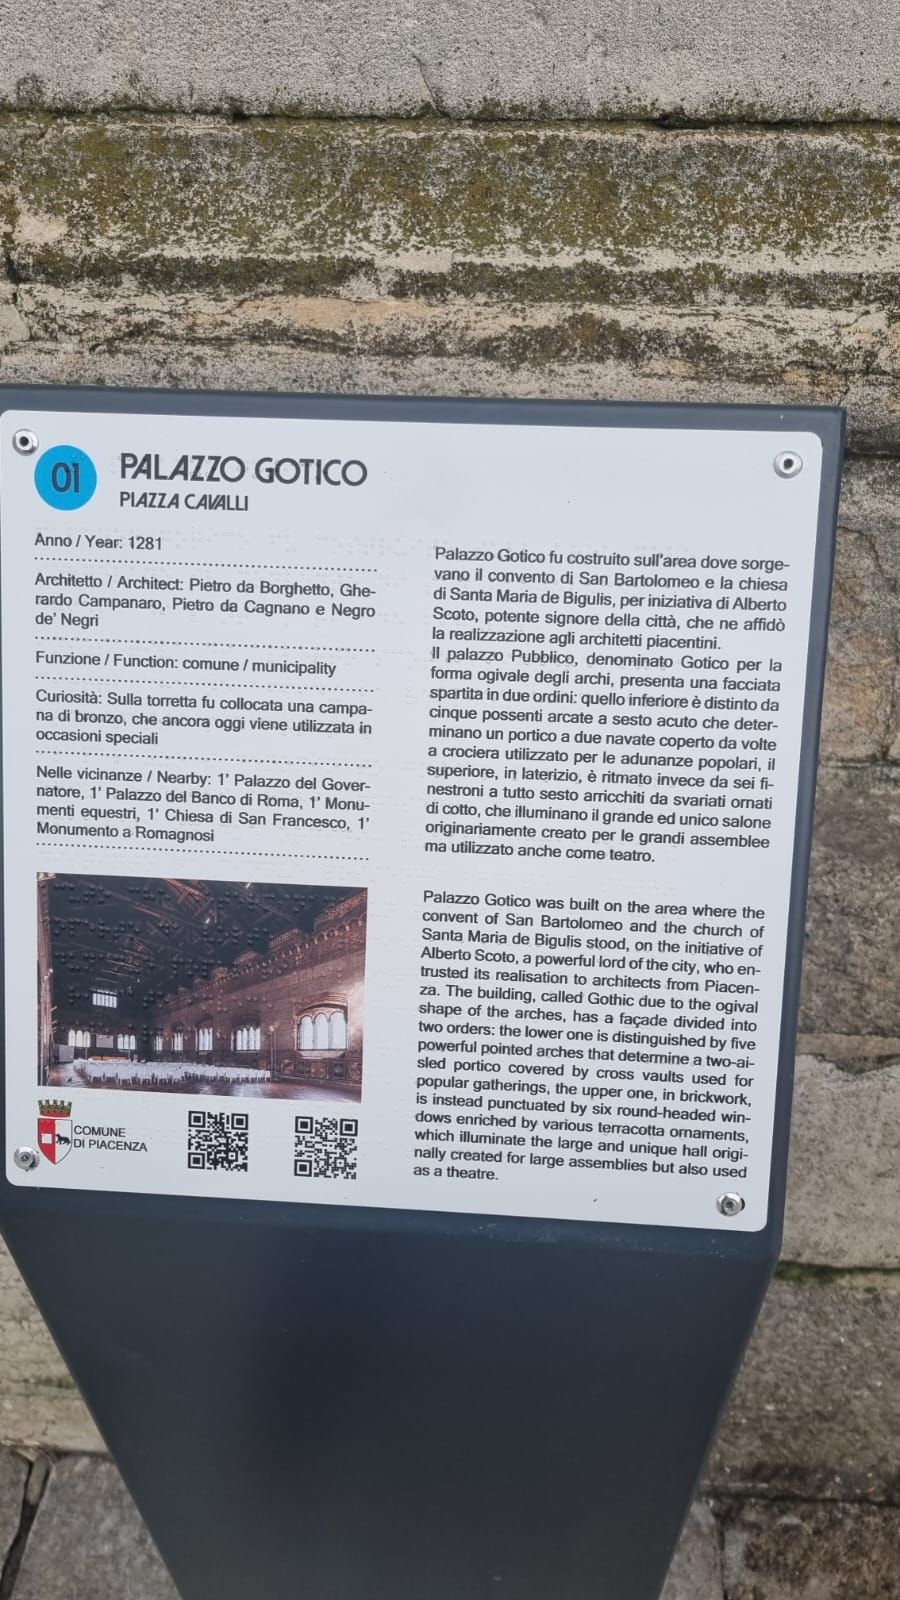 01
PALAZZO GOTICO
PIAZZA CAVALLI
Anno / Year: 1281
Architetto / Architect: Pietro da Borghetto, Ghe-
rardo Campanaro, Pietro da Cagnano e Negro
de' Negri
Funzione / Function: comune / municipality
Curiosità: Sulla torretta fu collocata una campa-
na di bronzo, che ancora oggi viene utilizzata in
occasioni speciali
Nelle vicinanze / Nearby: 1' Palazzo del Gover-
natore, 1' Palazzo del Banco di Roma, 1' Monu-
menti equestri, 1' Chiesa di San Francesco, 1'
Monumento a Romagnosi
COMUNE
DI PIACENZA
Palazzo Gotico fu costruito sull'area dove sorge-
vano il convento di San Bartolomeo e la chiesa
di Santa Maria de Bigulis, per iniziativa di Alberto
Scoto, potente signore della città, che ne affidò
la realizzazione agli architetti piacentini.
Il palazzo Pubblico, denominato Gotico per la
forma ogivale degli archi, presenta una facciata
spartita in due ordini: quello inferiore è distinto da
cinque possenti arcate a sesto acuto che deter-
minano un portico a due navate coperto da volte
a crociera utilizzato per le adunanze popolari, il
superiore, in laterizio, è ritmato invece da sei fi-
nestroni a tutto sesto arricchiti da svariati ornati
di cotto, che illuminano il grande ed unico salone
originariamente creato per le grandi assemblee
ma utilizzato anche come teatro.
Palazzo Gotico was built on the area where the
convent of San Bartolomeo and the church of
Santa Maria de Bigulis stood, on the initiative of
Alberto Scoto, a powerful lord of the city, who en-
trusted its realisation to architects from Piacen-
za. The building, called Gothic due to the ogival
shape of the arches, has a façade divided into
two orders: the lower one is distinguished by five
powerful pointed arches that determine a two-ai-
sled portico covered by cross vaults used for
popular gatherings, the upper one, in brickwork,
is instead punctuated by six round-headed win-
dows enriched by various terracotta ornaments,
which illuminate the large and unique hall origi-
nally created for large assemblies but also used
as a theatre.